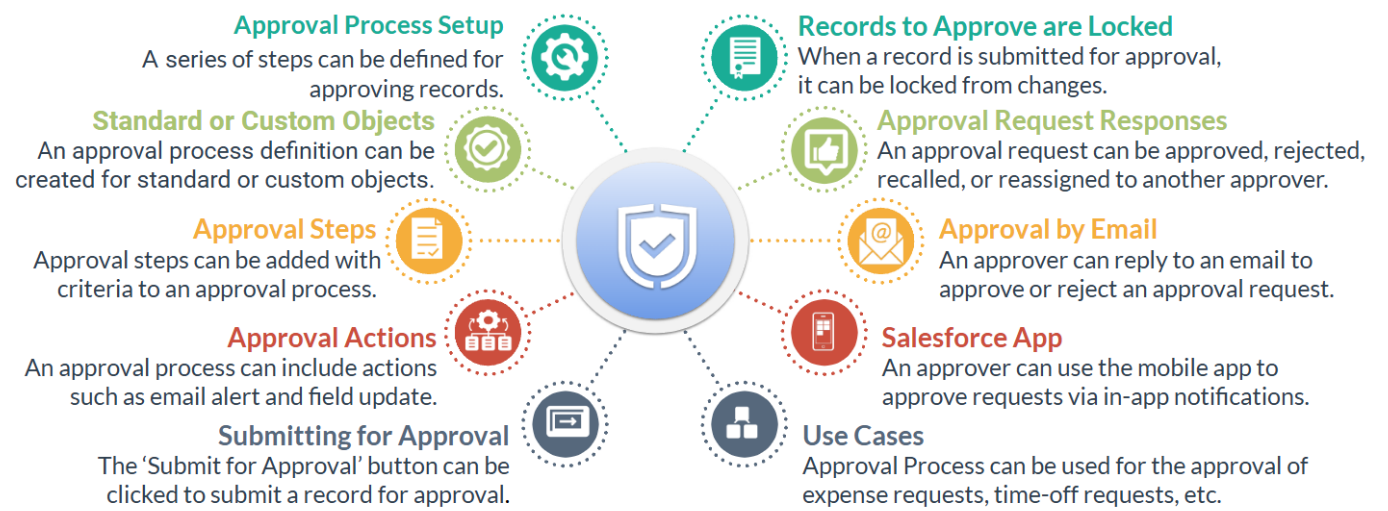 Approval Process Setup
A series of steps can be defined for
approving records.
Standard or Custom Objects
An approval process definition can be
created for standard or custom objects.
Approval Steps
Approval steps can be added with
criteria to an approval process.
Approval Actions
An approval process can include actions
such as email alert and field update.
Submitting for Approval
The ‘Submit for Approval’ button can be
clicked to submit a record for approval.
Records to Approve are Locked
When a record is submitted for approval,
it can be locked from changes.
Approval Request Responses
An approval request can be approved, rejected,
recalled, or reassigned to another approver.
@
Approval by Email
An approver can reply to an email to
approve or reject an approval request.
Salesforce App
An approver can use the mobile app to
approve requests via in-app notifications.
Use Cases
Approval Process can be used for the approval of
expense requests, time-off requests, etc.